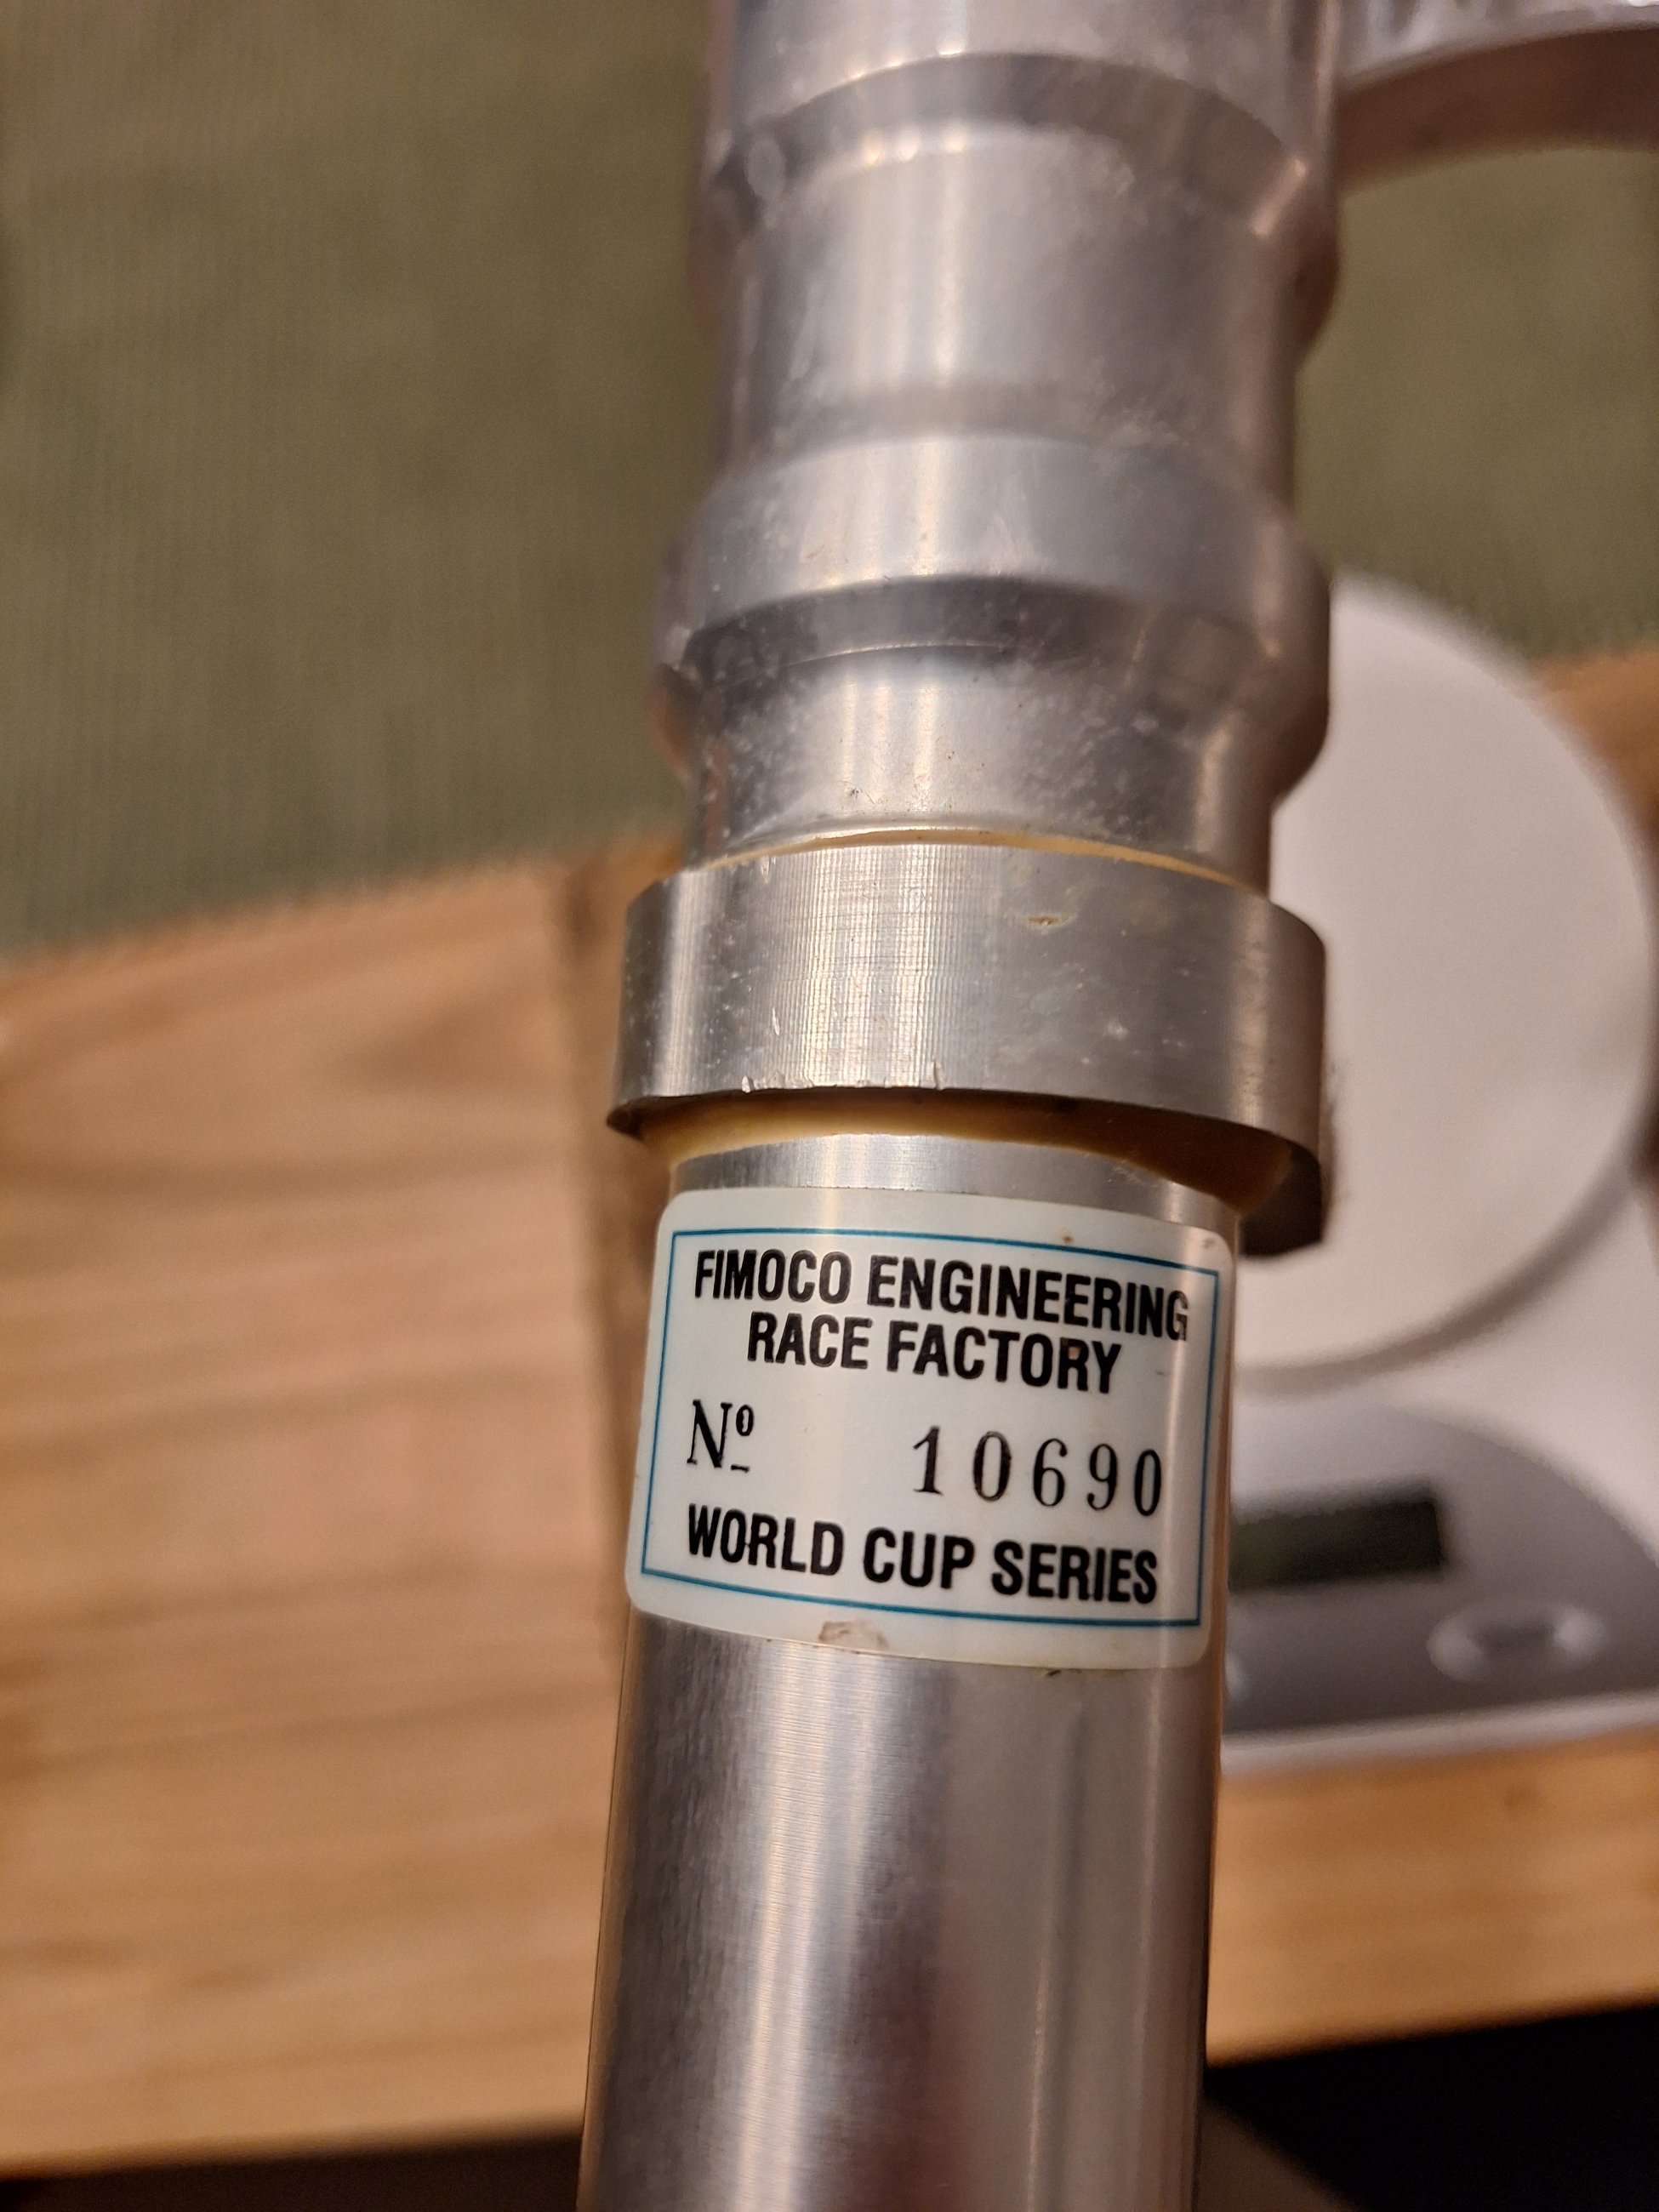 FIMOCO ENGINEERING
RACE FACTORY
Nº 10690
WORLD CUP SERIES